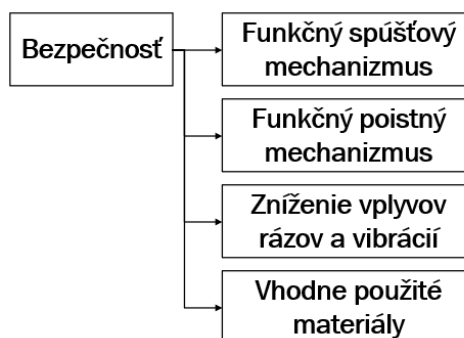 Bezpečnosť
Funkčný spúšťový
mechanizmus
Funkčný poistný
mechanizmus
Zníženie vplyvov
rázov a vibrácií
Vhodne použité
materiály